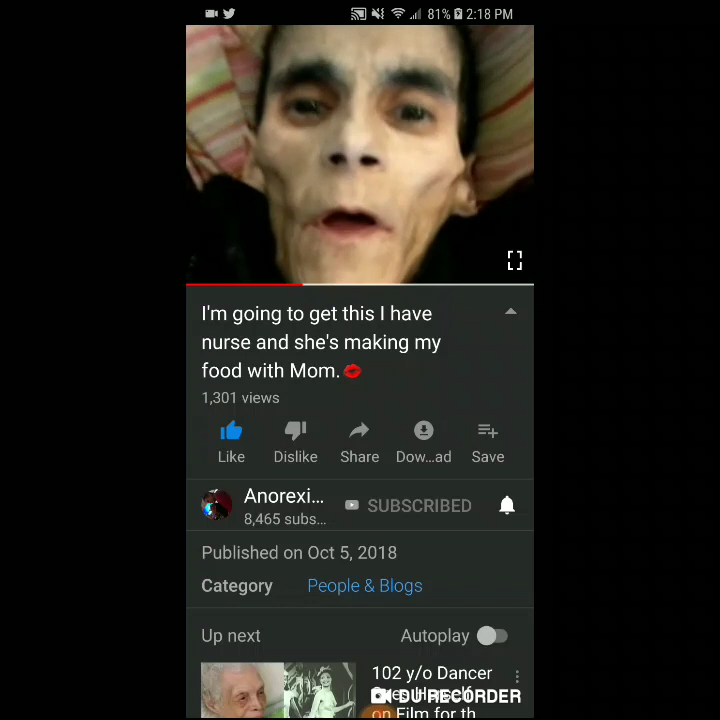 81% 2:18 PM
I'm going to get this I have
nurse and she's making my
food with Mom.💋
1,301 views
Like Dislike Share Dow...ad Save
Anorexi... SUBSCRIBED
8,465 subs...
Published on Oct 5, 2018
Category People & Blogs
Up next Autoplay
102 y/o Dancer
DU RECORDER
on Film for th